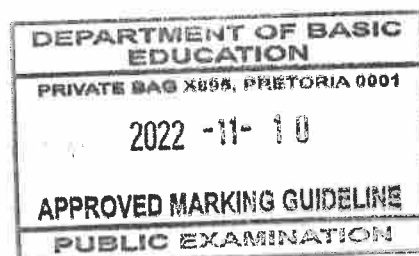 DEPARTMENT OF BASIC
EDUCATION
PRIVATE BAG X895, PRETORIA 0001
2022 -11- 10
APPROVED MARKING GUIDELINE
PUBLIC EXAMINATION